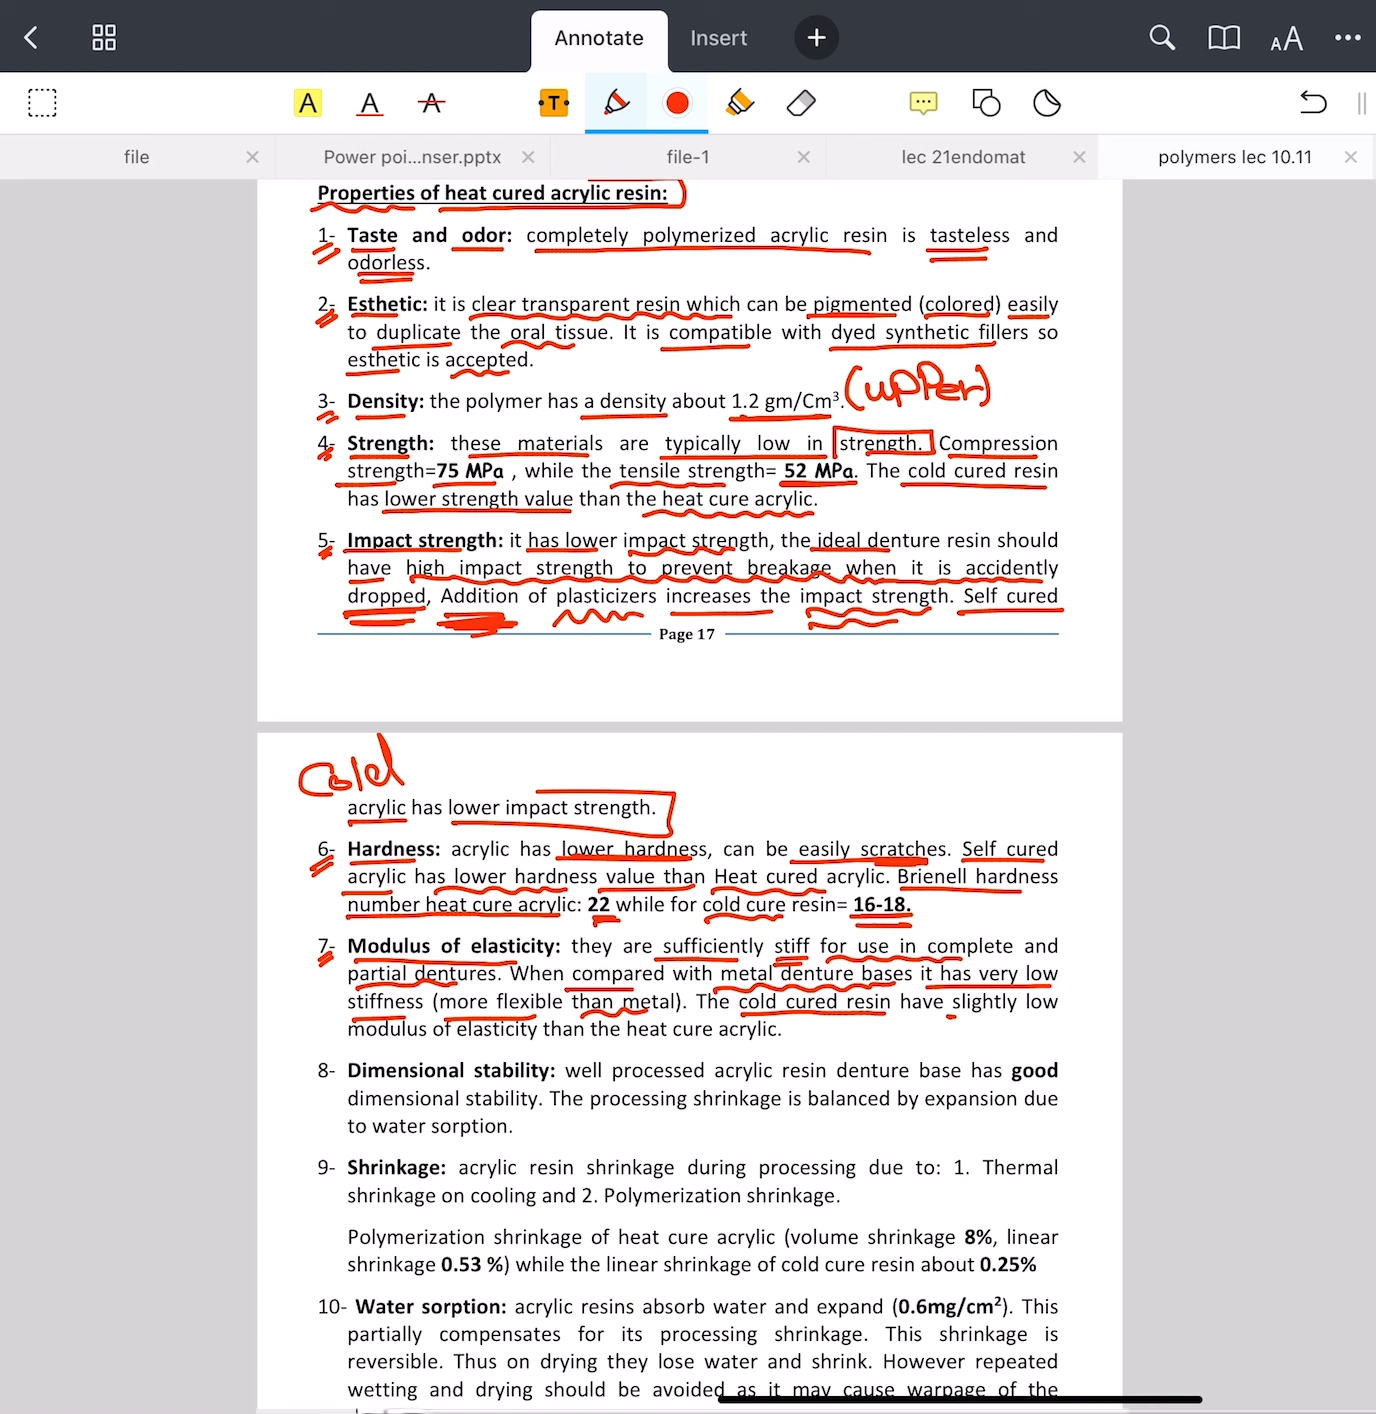 Annotate
Insert
A A A T AA
file
Power poi...nser.pptx
file-1
lec 21endomat
polymers lec 10.11
Properties of heat cured acrylic resin:
1- Taste and odor: completely polymerized acrylic resin is tasteless and
odorless.
2- Esthetic: it is clear transparent resin which can be pigmented (colored) easily
to duplicate the oral tissue. It is compatible with dyed synthetic fillers so
esthetic is accepted.
(upper)
3- Density: the polymer has a density about 1.2 gm/Cm³.
4- Strength: these materials are typically low in strength. Compression
strength=75 MPa , while the tensile strength= 52 MPa. The cold cured resin
has lower strength value than the heat cure acrylic.
5- Impact strength: it has lower impact strength, the ideal denture resin should
have high impact strength to prevent breakage when it is accidently
dropped, Addition of plasticizers increases the impact strength. Self cured
Page 17
Cold
acrylic has lower impact strength.
6- Hardness: acrylic has lower hardness, can be easily scratches. Self cured
acrylic has lower hardness value than Heat cured acrylic. Brienell hardness
number heat cure acrylic: 22 while for cold cure resin= 16-18.
7- Modulus of elasticity: they are sufficiently stiff for use in complete and
partial dentures. When compared with metal denture bases it has very low
stiffness (more flexible than metal). The cold cured resin have slightly low
modulus of elasticity than the heat cure acrylic.
8- Dimensional stability: well processed acrylic resin denture base has good
dimensional stability. The processing shrinkage is balanced by expansion due
to water sorption.
9- Shrinkage: acrylic resin shrinkage during processing due to: 1. Thermal
shrinkage on cooling and 2. Polymerization shrinkage.
Polymerization shrinkage of heat cure acrylic (volume shrinkage 8%, linear
shrinkage 0.53 %) while the linear shrinkage of cold cure resin about 0.25%
10- Water sorption: acrylic resins absorb water and expand (0.6mg/cm²). This
partially compensates for its processing shrinkage. This shrinkage is
reversible. Thus on drying they lose water and shrink. However repeated
wetting and drying should be avoided as it may cause warpage of the